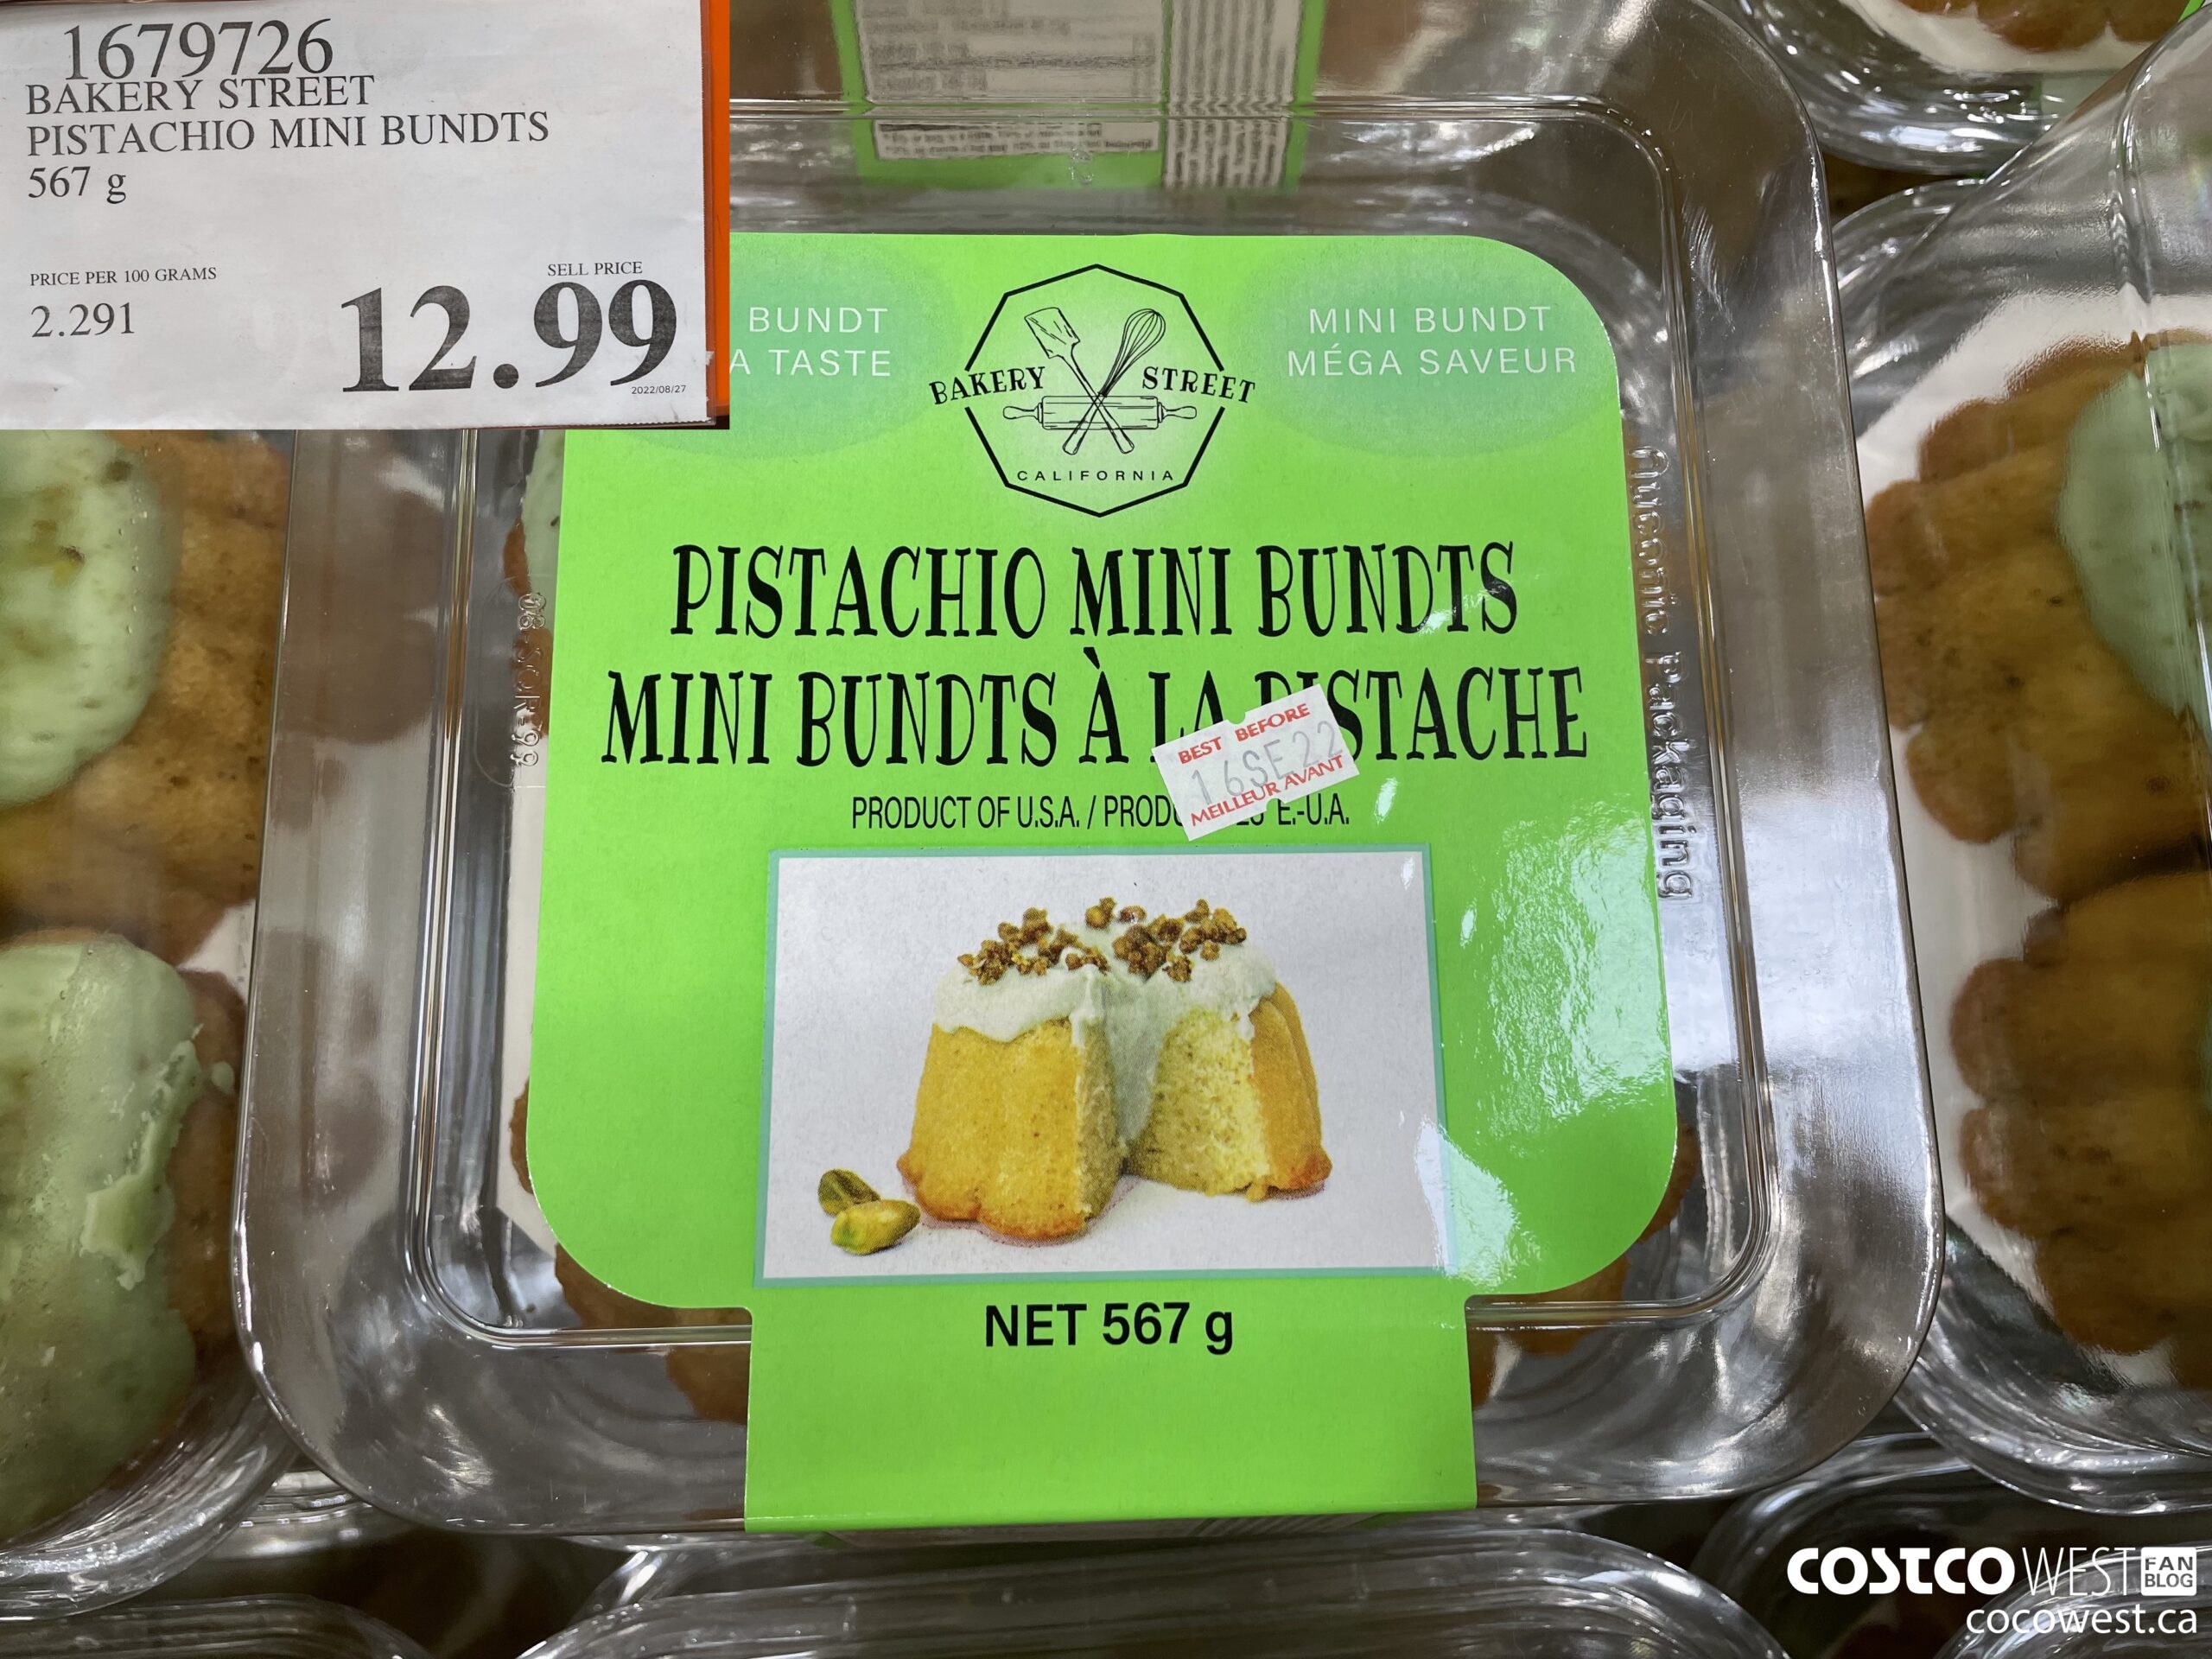 1679726
BAKERY STREET
PISTACHIO MINI BUNDTS
567 g
PRICE PER 100 GRAMS
2.291
SELL PRICE
12.99
2022/08/27
BUNDT
A TASTE
BAKERY STREET
CALIFORNIA
MINI BUNDT
MÉGA SAVEUR
PISTACHIO MINI BUNDTS
MINI BUNDTS À LA PISTACHE
BEST BEFORE
16SE22
MEILLEUR AVANT
PRODUCT OF U.S.A. / PROD É.-U.A.
NET 567 g
Packaging
COSTCO WEST FAN BLOG
cocowest.ca